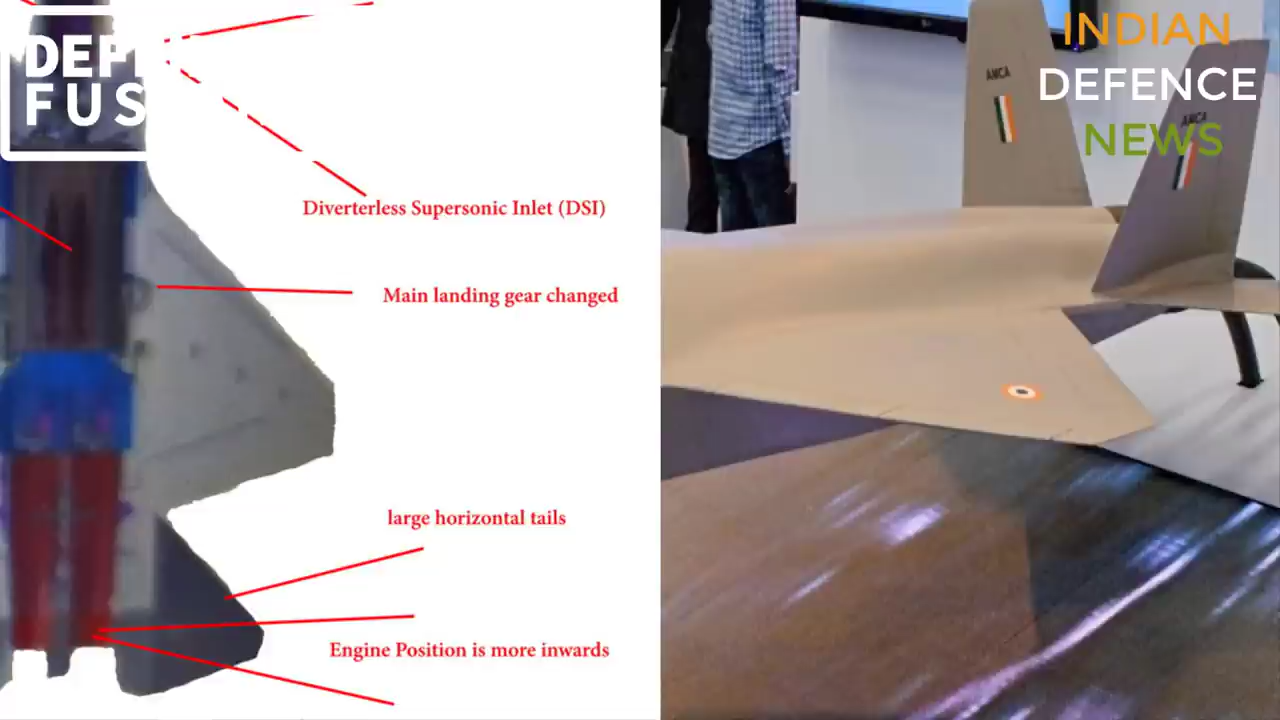 FUS
Diverterless Supersonic Inlet (DSI)
Main landing gear changed
large horizontal tails
Engine Position is more inwards
INDIAN
DEFENCE
NEWS
AMCA
AMCA